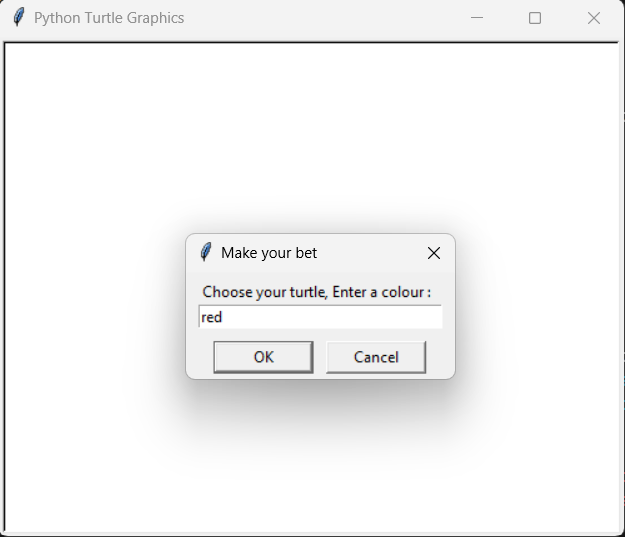 Python Turtle Graphics
Make your bet
Choose your turtle, Enter a colour :
red
OK Cancel